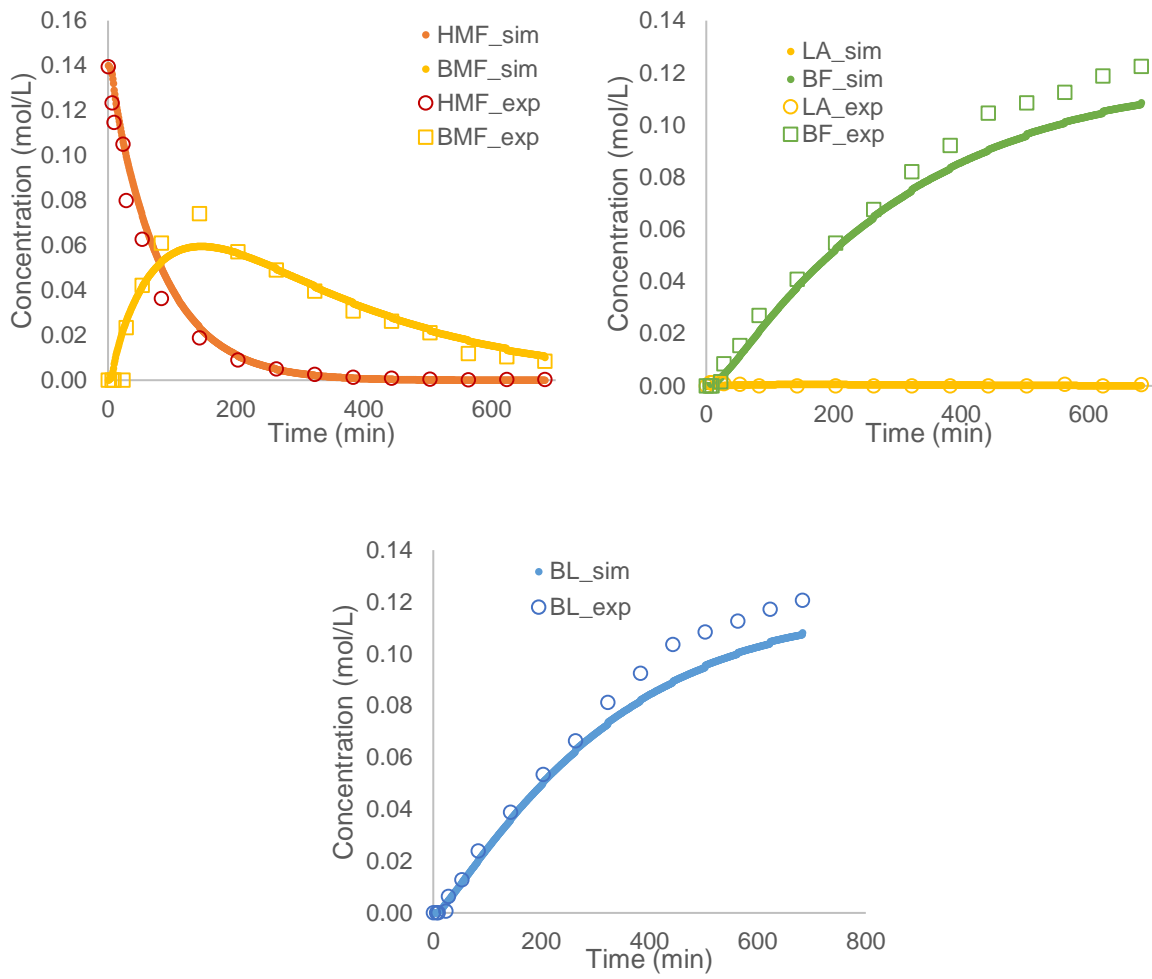 0.16
0.14
0.12
0.10
0.08
0.06
0.04
0.02
0.00
0
200
400
600
Concentration (mol/L)
Time (min)
HMF_sim
BMF_sim
HMF_exp
BMF_exp
0.14
0.12
0.10
0.08
0.06
0.04
0.02
0.00
0
200
400
600
Concentration (mol/L)
Time (min)
LA_sim
BF_sim
LA_exp
BF_exp
0.14
0.12
0.10
0.08
0.06
0.04
0.02
0.00
0
200
400
600
800
Concentration (mol/L)
Time (min)
BL_sim
BL_exp